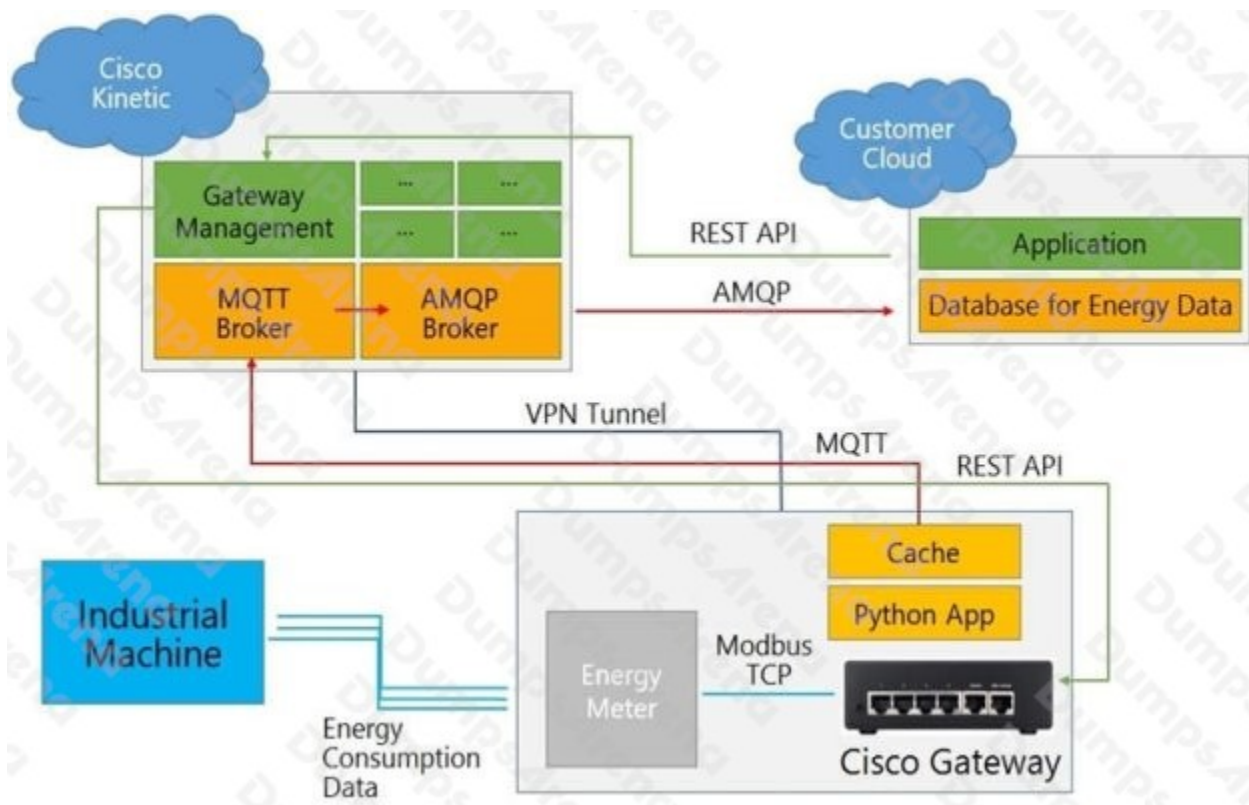 Cisco
Kinetic
Customer
Cloud
Gateway
Management
...
...
...
...
REST API
Application
MQTT
Broker
AMQP
Broker
AMQP
Database for Energy Data
VPN Tunnel
MQTT
REST API
Cache
Industrial
Machine
Python App
Energy
Meter
Modbus
TCP
Energy
Consumption
Data
Cisco Gateway
DumpsArena